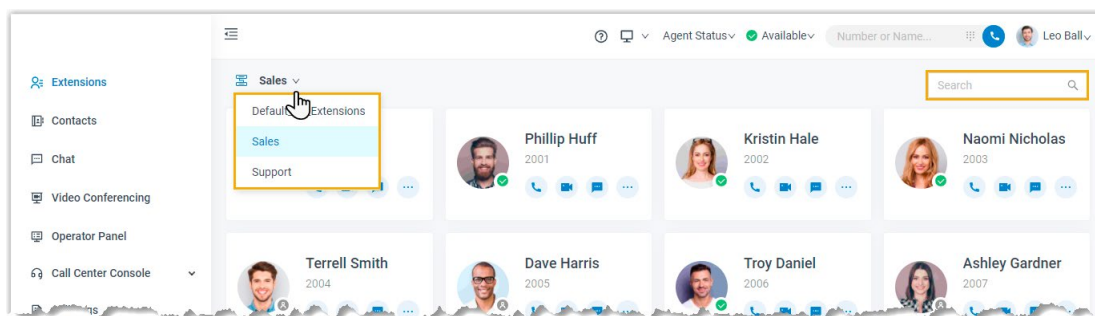 Agent Status
Available
Number or Name...
Leo Ball
Extensions
Contacts
Chat
Video Conferencing
Operator Panel
Call Center Console
Sales
Search
Extensions
Sales
Support
Phillip Huff
2001
Kristin Hale
2002
Naomi Nicholas
2003
Terrell Smith
2004
Dave Harris
2005
Troy Daniel
2006
Ashley Gardner
2007